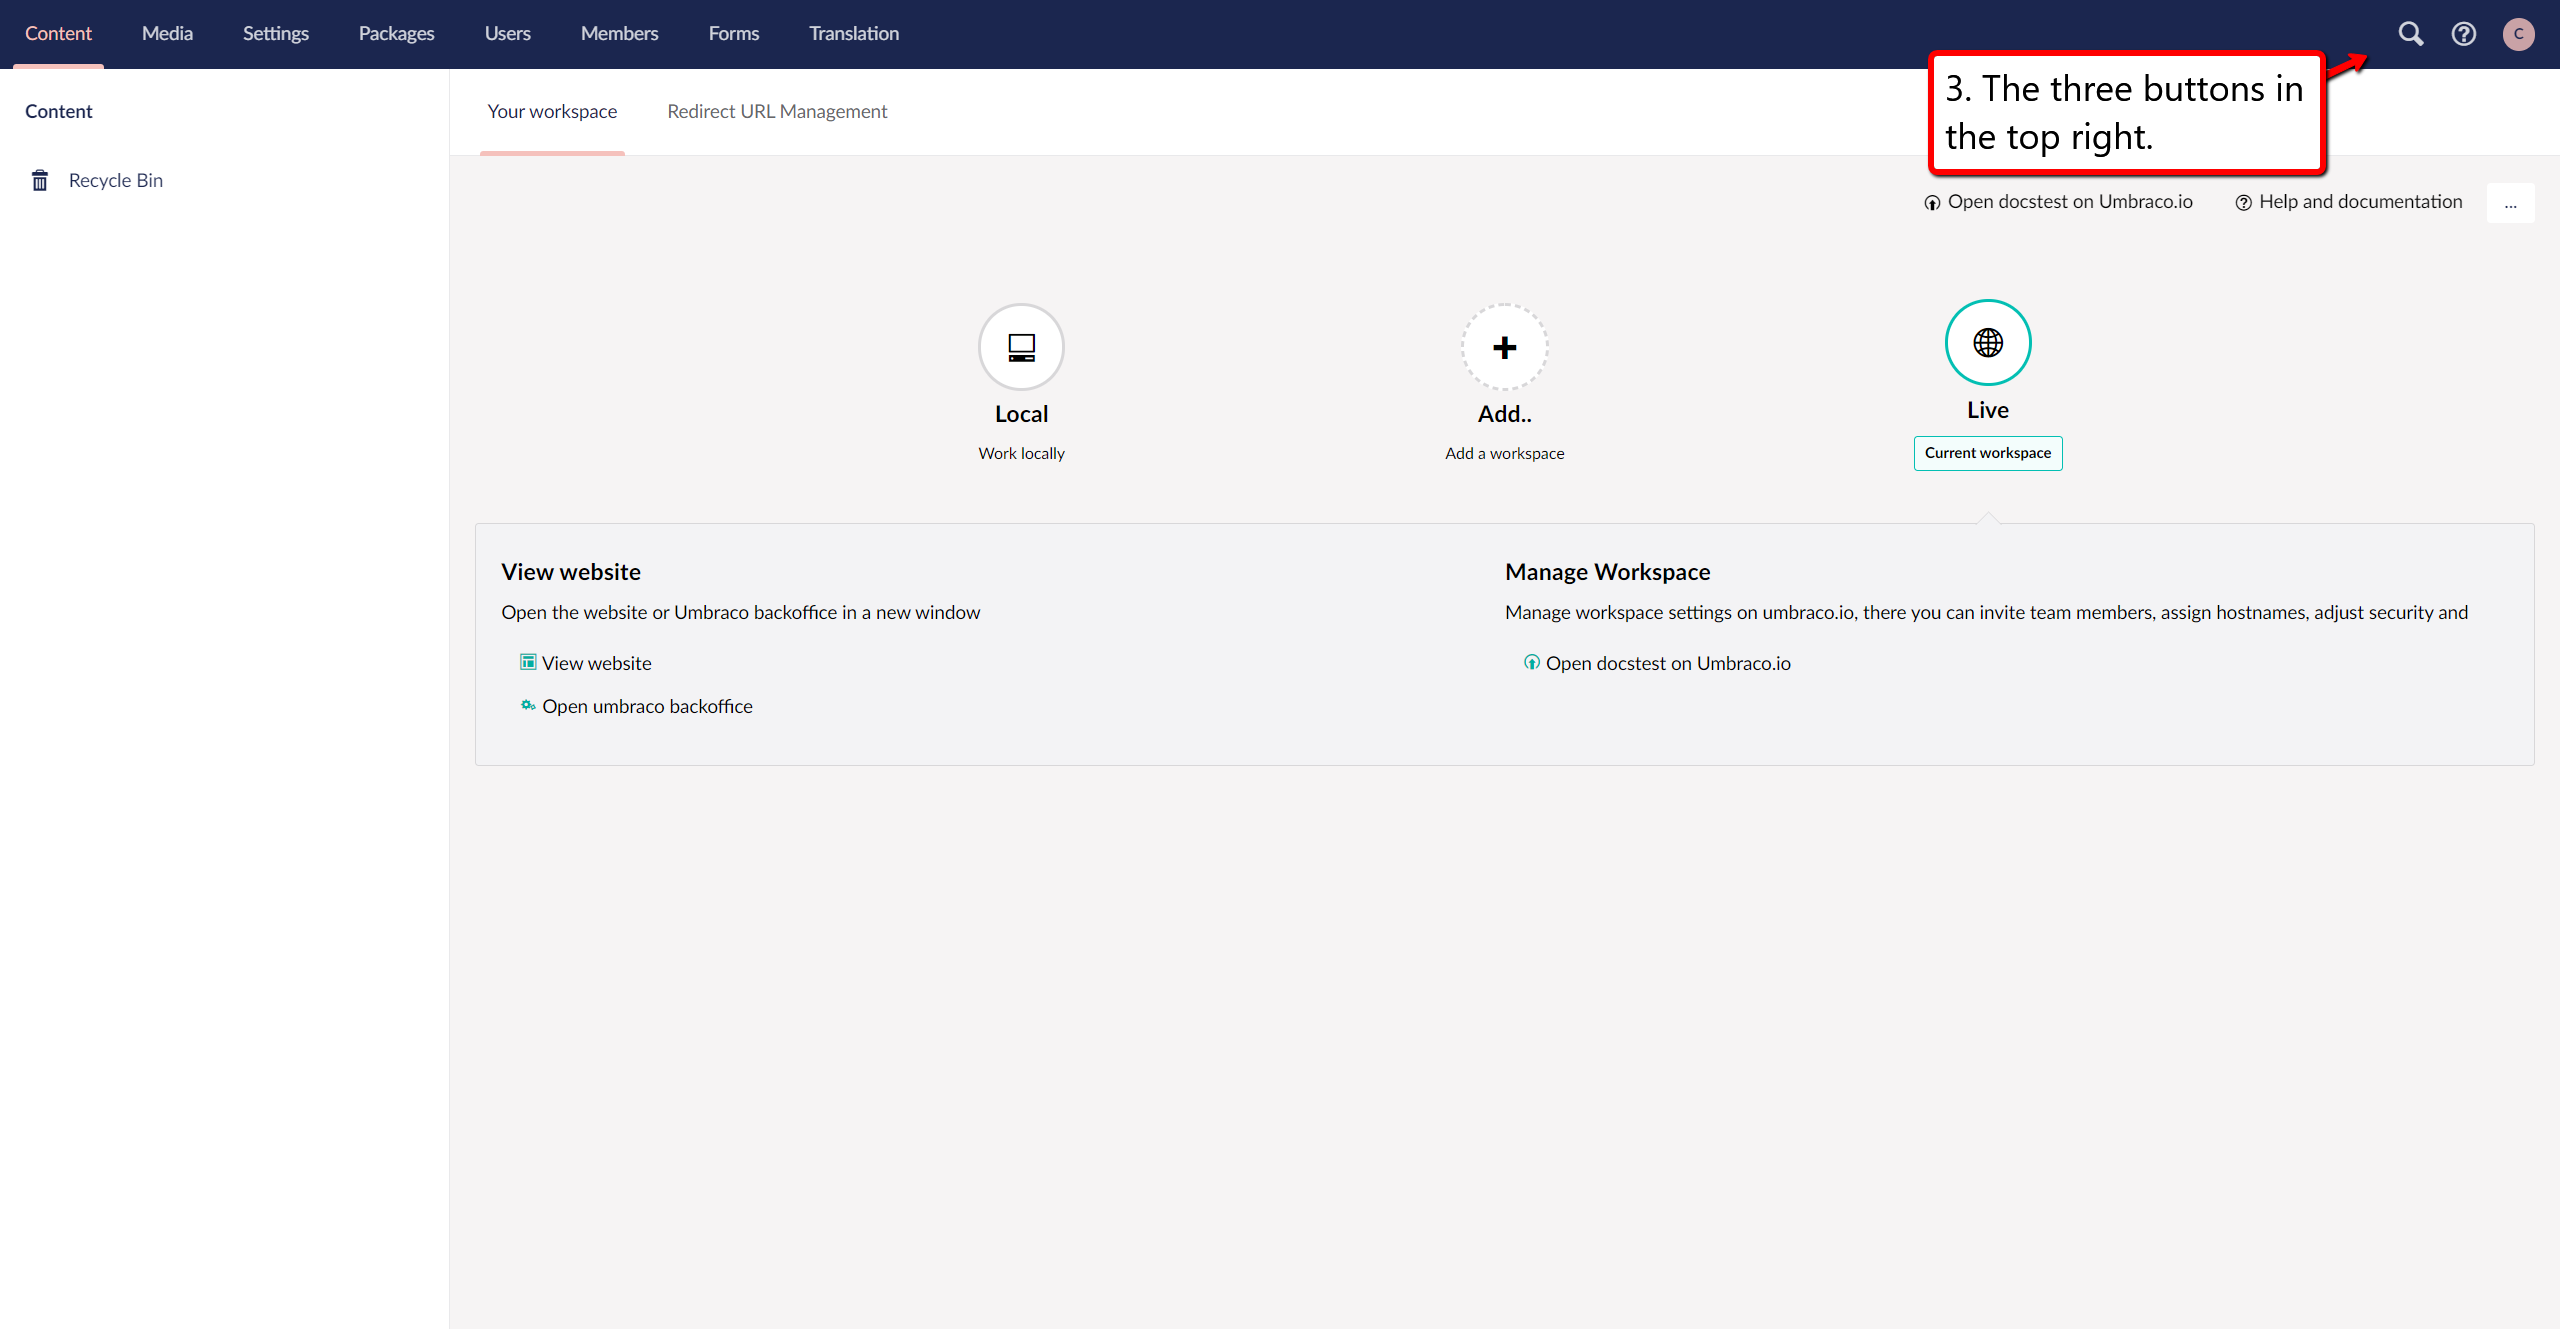 Content Media Settings Packages Users Members Forms Translation C
3. The three buttons in
the top right.
Content
Your workspace Redirect URL Management
Recycle Bin
Open docstest on Umbraco.io Help and documentation ...
Local Add.. Live
Work locally Add a workspace Current workspace
View website
Open the website or Umbraco backoffice in a new window
View website
Open umbraco backoffice
Manage Workspace
Manage workspace settings on umbraco.io, there you can invite team members, assign hostnames, adjust security and
Open docstest on Umbraco.io